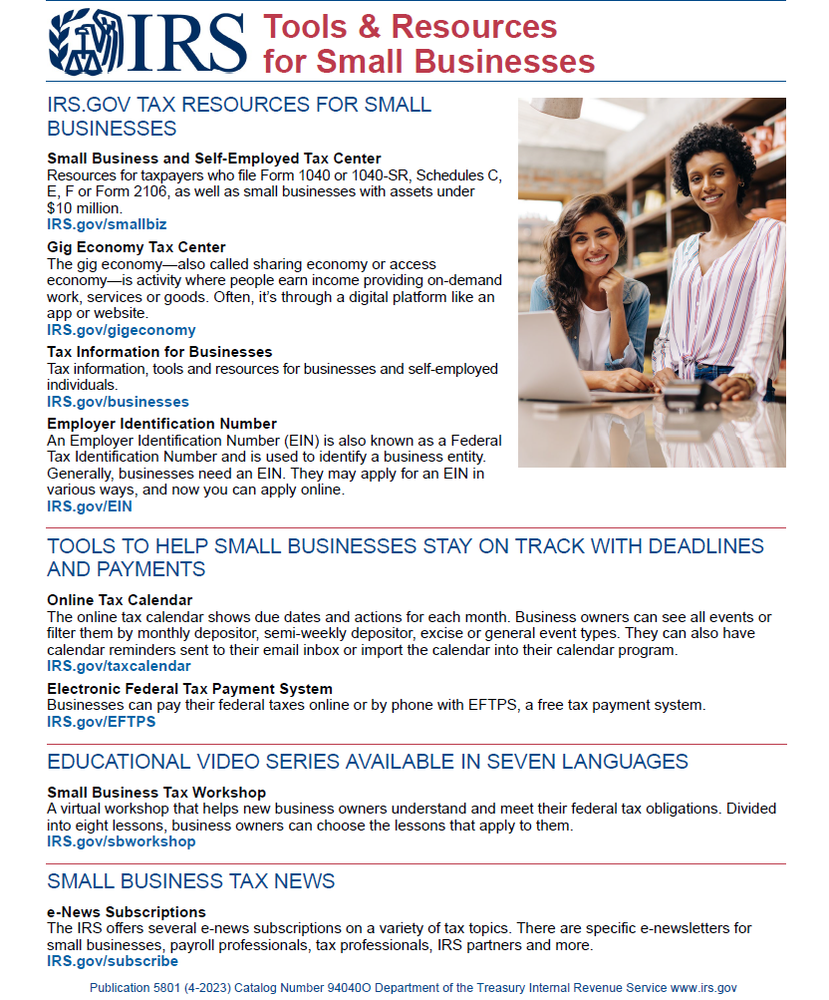 IRS
Tools & Resources
for Small Businesses
IRS.GOV TAX RESOURCES FOR SMALL
BUSINESSES
Small Business and Self-Employed Tax Center
Resources for taxpayers who file Form 1040 or 1040-SR, Schedules C,
E, F or Form 2106, as well as small businesses with assets under
$10 million.
IRS.gov/smallbiz
Gig Economy Tax Center
The gig economy—also called sharing economy or access
economy—is activity where people earn income providing on-demand
work, services or goods. Often, it’s through a digital platform like an
app or website.
IRS.gov/gigeconomy
Tax Information for Businesses
Tax information, tools and resources for businesses and self-employed
individuals.
IRS.gov/businesses
Employer Identification Number
An Employer Identification Number (EIN) is also known as a Federal
Tax Identification Number and is used to identify a business entity.
Generally, businesses need an EIN. They may apply for an EIN in
various ways, and now you can apply online.
IRS.gov/EIN
TOOLS TO HELP SMALL BUSINESSES STAY ON TRACK WITH DEADLINES
AND PAYMENTS
Online Tax Calendar
The online tax calendar shows due dates and actions for each month. Business owners can see all events or
filter them by monthly depositor, semi-weekly depositor, excise or general event types. They can also have
calendar reminders sent to their email inbox or import the calendar into their calendar program.
IRS.gov/taxcalendar
Electronic Federal Tax Payment System
Businesses can pay their federal taxes online or by phone with EFTPS, a free tax payment system.
IRS.gov/EFTPS
EDUCATIONAL VIDEO SERIES AVAILABLE IN SEVEN LANGUAGES
Small Business Tax Workshop
A virtual workshop that helps new business owners understand and meet their federal tax obligations. Divided
into eight lessons, business owners can choose the lessons that apply to them.
IRS.gov/sbworkshop
SMALL BUSINESS TAX NEWS
e-News Subscriptions
The IRS offers several e-news subscriptions on a variety of tax topics. There are specific e-newsletters for
small businesses, payroll professionals, tax professionals, IRS partners and more.
IRS.gov/subscribe
Publication 5801 (4-2023) Catalog Number 94040O Department of the Treasury Internal Revenue Service www.irs.gov